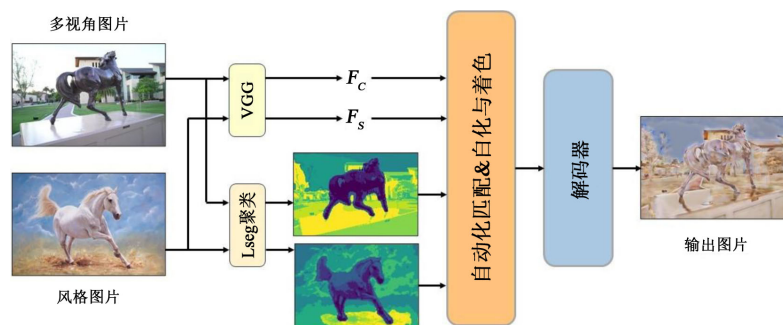 多视角图片
VGG
F_C
F_S
Lseg聚类
自动化匹配&白化与着色
解码器
风格图片
输出图片